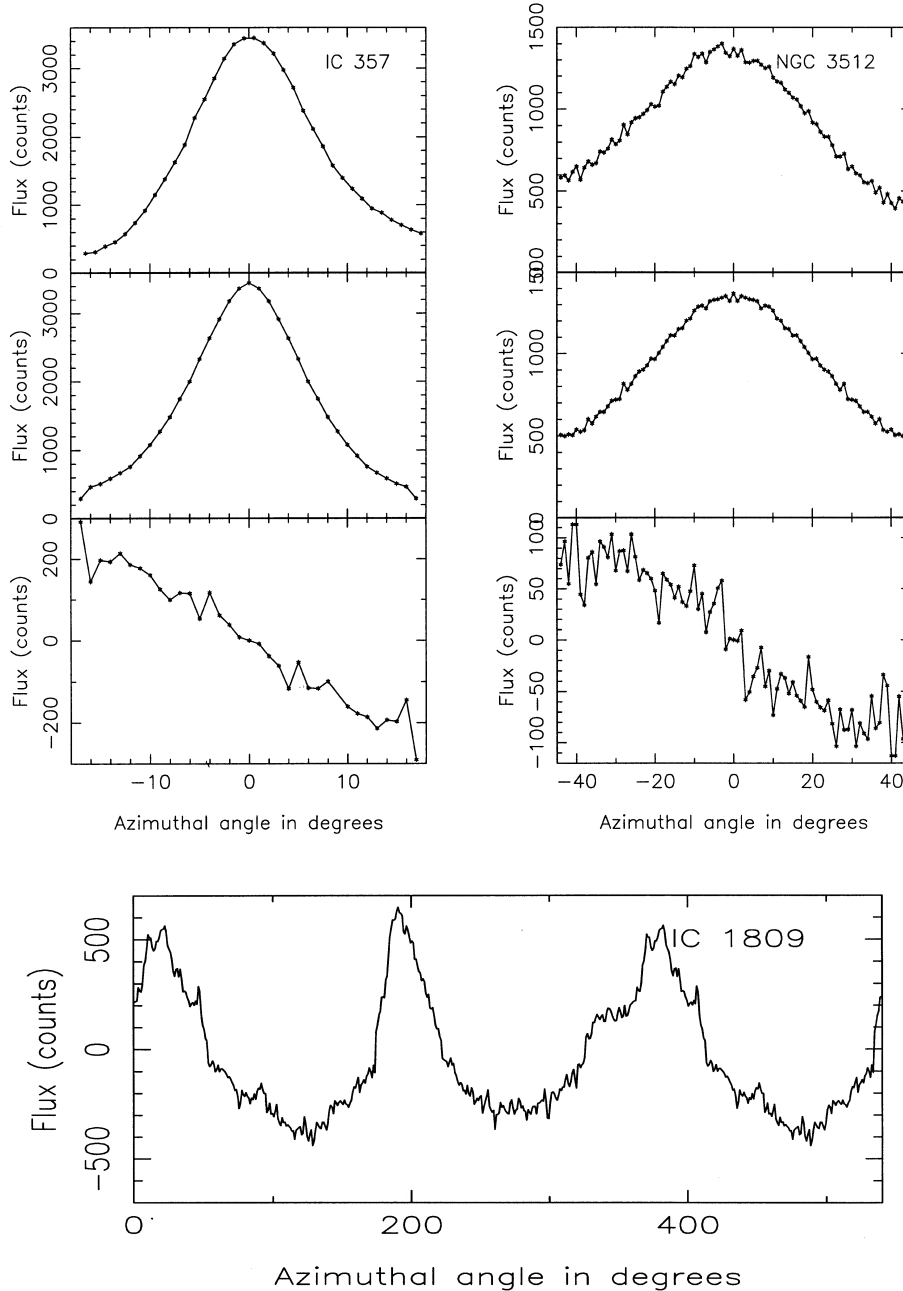 IC 357
Flux (counts)
0 1000 2000 3000
NGC 3512
Flux (counts)
500 1000 1500
Flux (counts)
0 1000 2000 3000
Flux (counts)
500 1000
Flux (counts)
−200 0 200
−10 0 10
Azimuthal angle in degrees
Flux (counts)
−100 −50 0 50 100
−40 −20 0 20 40
Azimuthal angle in degrees
IC 1809
Flux (counts)
−500 0 500
0 200 400
Azimuthal angle in degrees